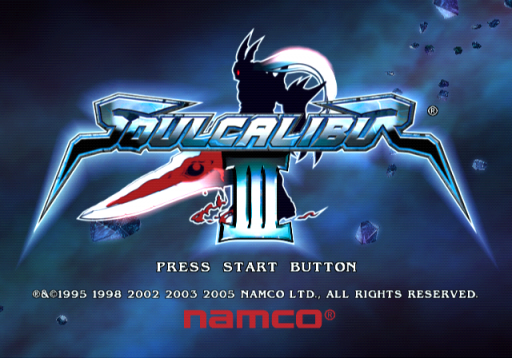 SOULCALIBUR®
III
PRESS START BUTTON
®&©1995 1998 2002 2003 2005 NAMCO LTD., ALL RIGHTS RESERVED.
namco®